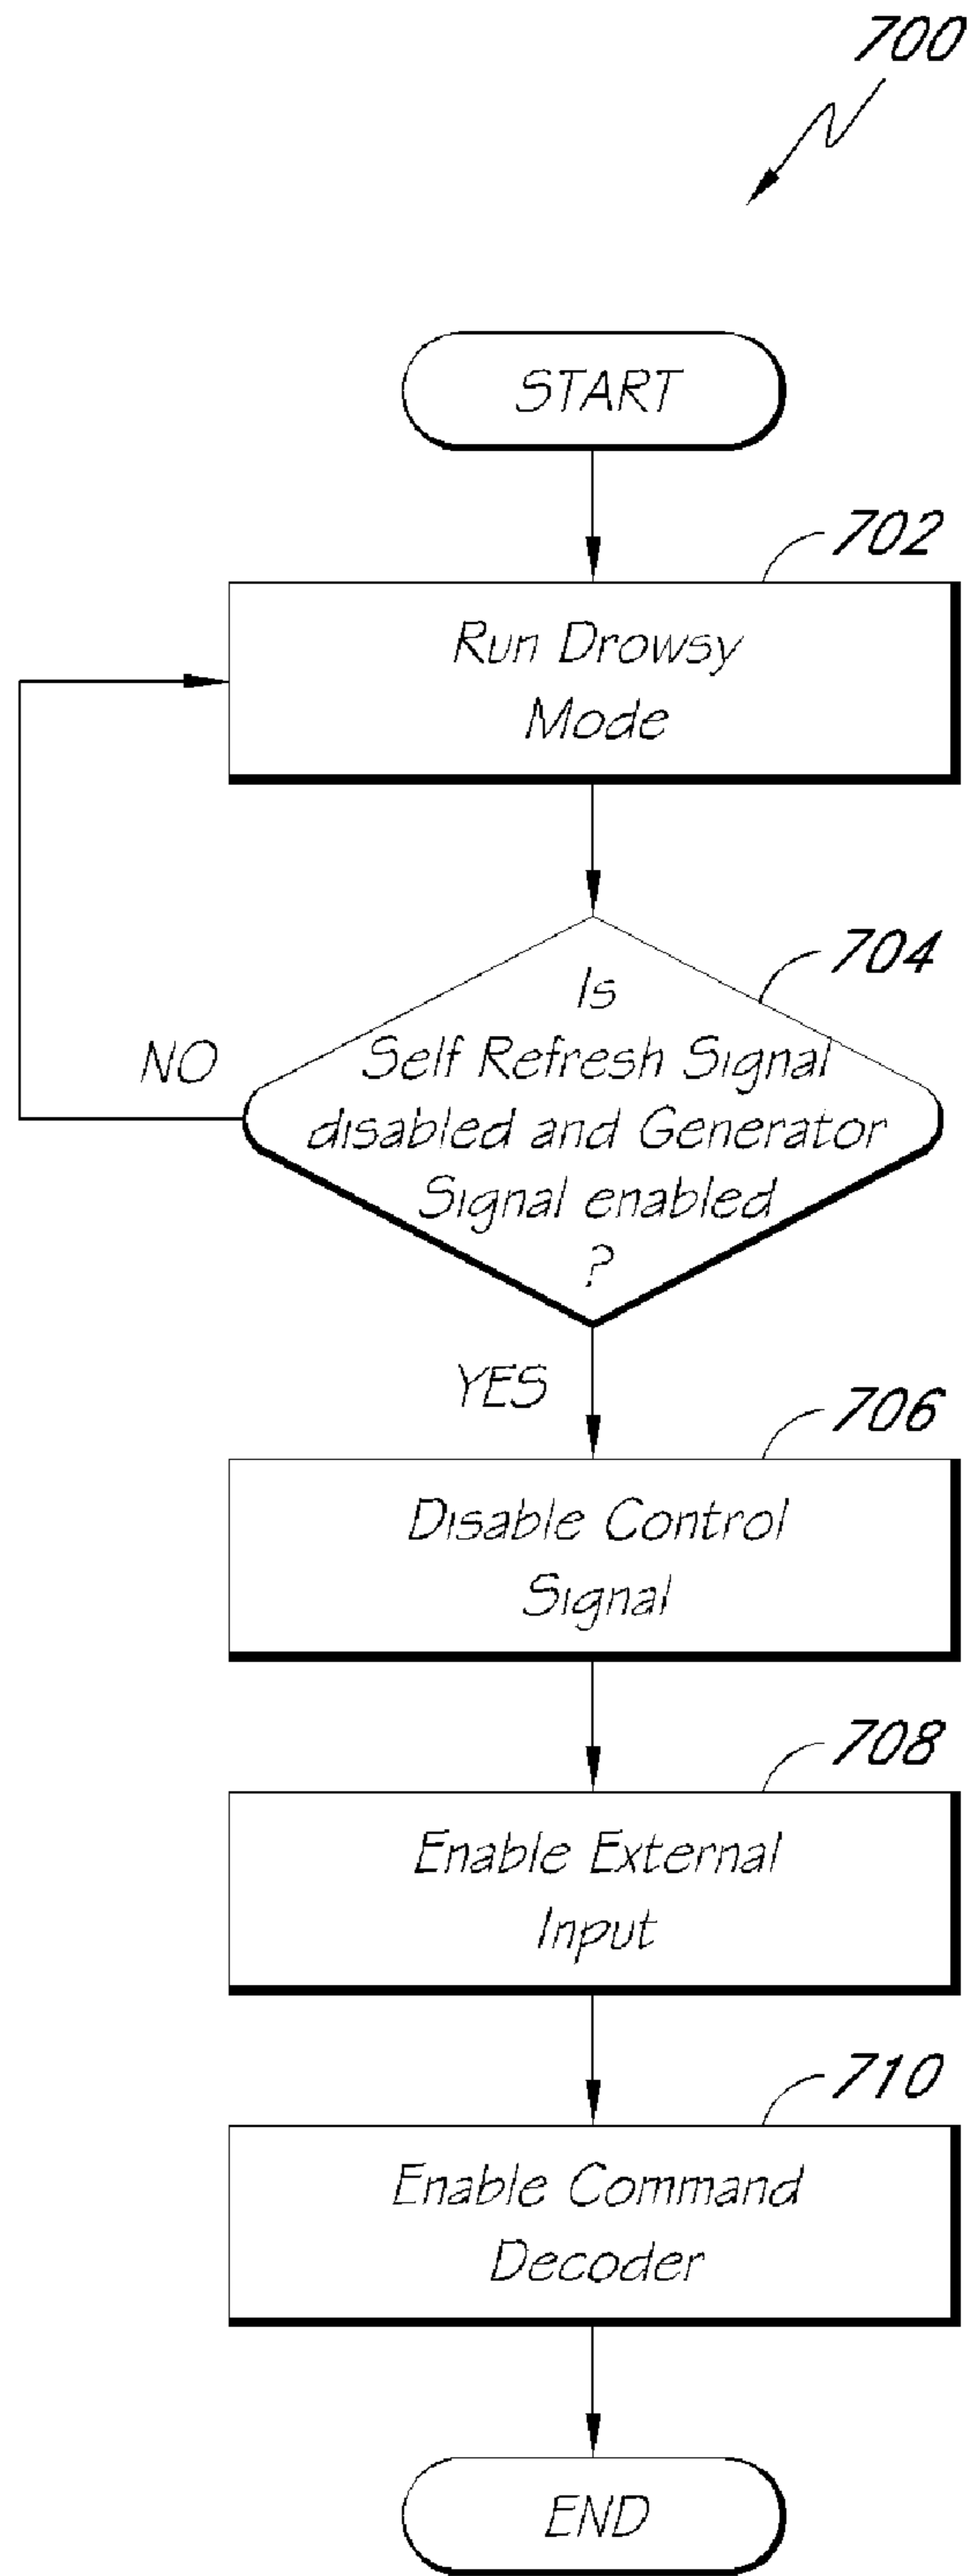 700
START
702
Run Drowsy
Mode
704
Is
Self Refresh Signal
disabled and Generator
Signal enabled
?
NO
YES
706
Disable Control
Signal
708
Enable External
Input
710
Enable Command
Decoder
END